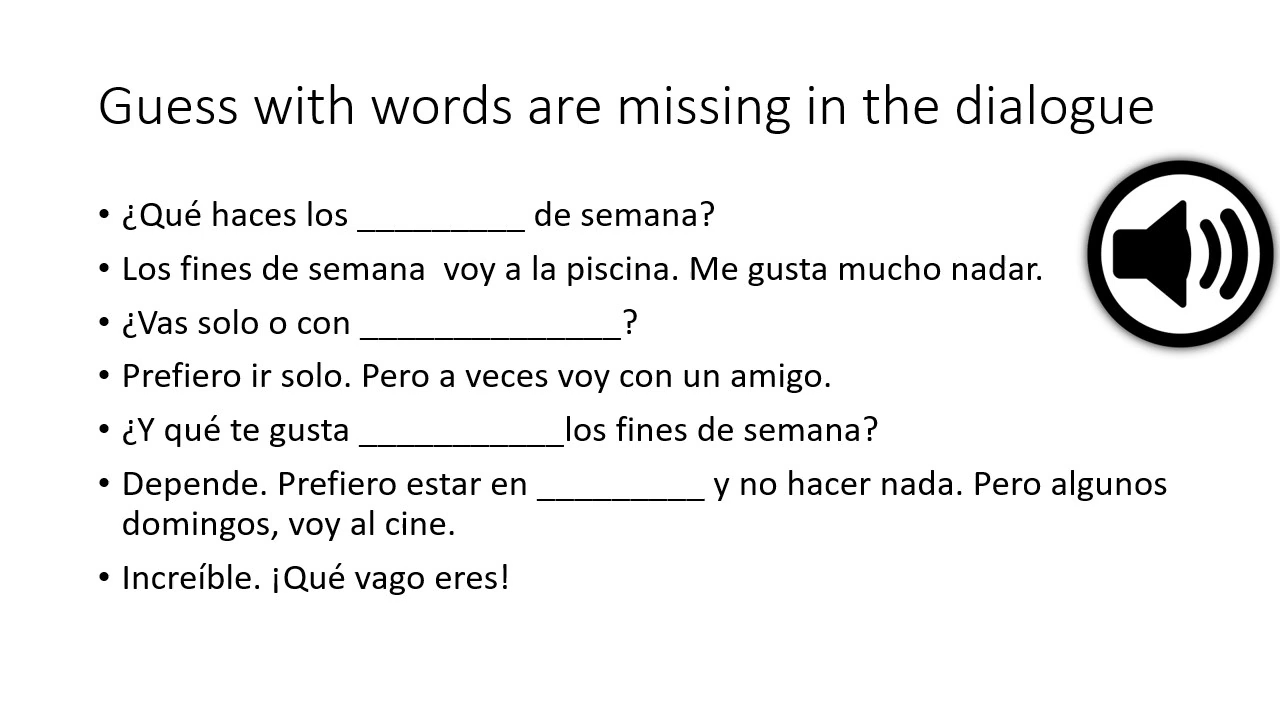 Guess with words are missing in the dialogue
• ¿Qué haces los _________ de semana?
• Los fines de semana  voy a la piscina. Me gusta mucho nadar.
• ¿Vas solo o con ______________?
• Prefiero ir solo. Pero a veces voy con un amigo.
• ¿Y qué te gusta ___________los fines de semana?
• Depende. Prefiero estar en _________ y no hacer nada. Pero algunos
domingos, voy al cine.
• Increíble. ¡Qué vago eres!